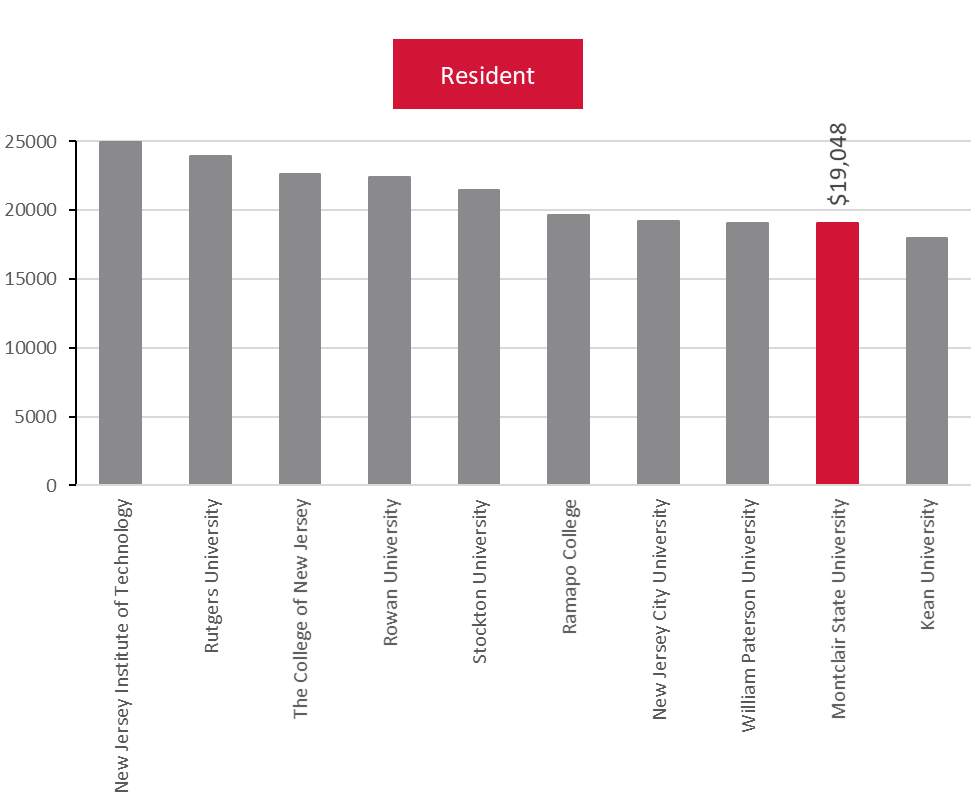 Resident
25000
20000
15000
10000
5000
0
$19,048
New Jersey Institute of Technology
Rutgers University
The College of New Jersey
Rowan University
Stockton University
Ramapo College
New Jersey City University
William Paterson University
Montclair State University
Kean University